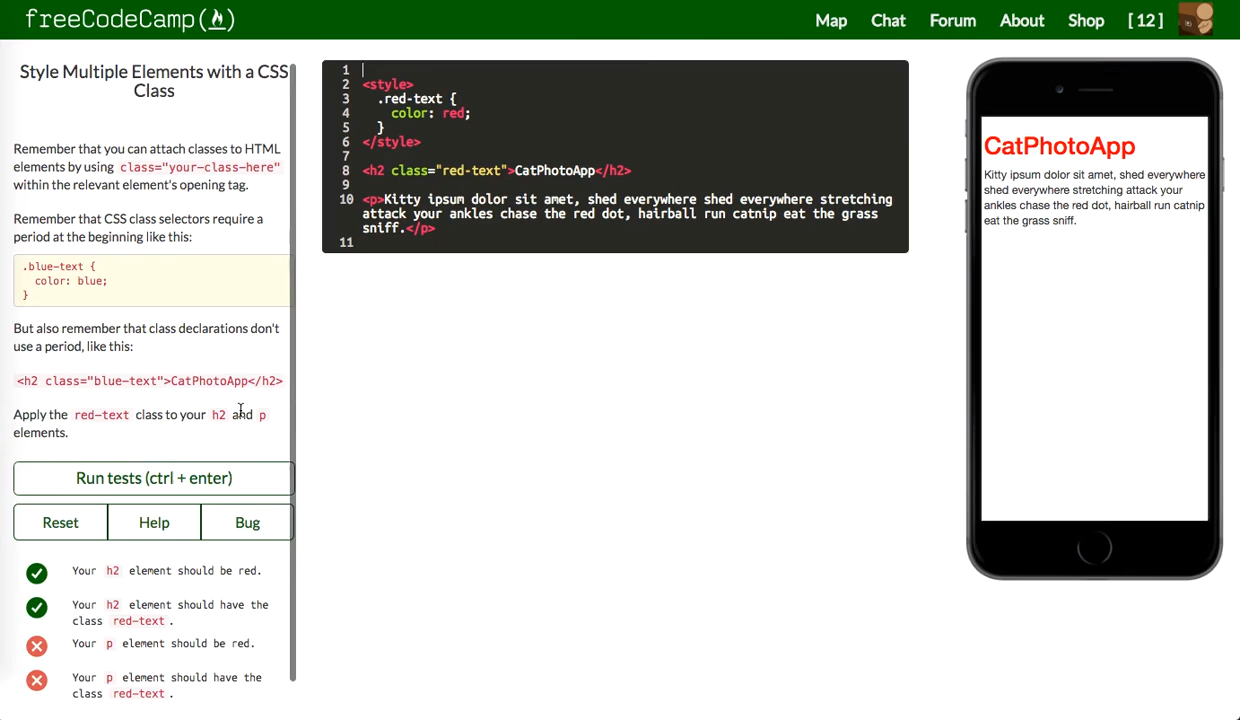 freeCodeCamp
Map Chat Forum About Shop [ 12 ]
Style Multiple Elements with a CSS
Class
Remember that you can attach classes to HTML
elements by using class="your-class-here"
within the relevant element's opening tag.
Remember that CSS class selectors require a
period at the beginning like this:
.blue-text {
color: blue;
}
But also remember that class declarations don't
use a period, like this:
<h2 class="blue-text">CatPhotoApp</h2>
Apply the red-text class to your h2 and p
elements.
Run tests (ctrl + enter)
Reset Help Bug
Your h2 element should be red.
Your h2 element should have the
class red-text.
Your p element should be red.
Your p element should have the
class red-text.
1
2 <style>
3 .red-text {
4 color: red;
5 }
6 </style>
7
8 <h2 class="red-text">CatPhotoApp</h2>
9
10 <p>Kitty ipsum dolor sit amet, shed everywhere shed everywhere stretching
attack your ankles chase the red dot, hairball run catnip eat the grass
sniff.</p>
11
CatPhotoApp
Kitty ipsum dolor sit amet, shed everywhere
shed everywhere stretching attack your
ankles chase the red dot, hairball run catnip
eat the grass sniff.